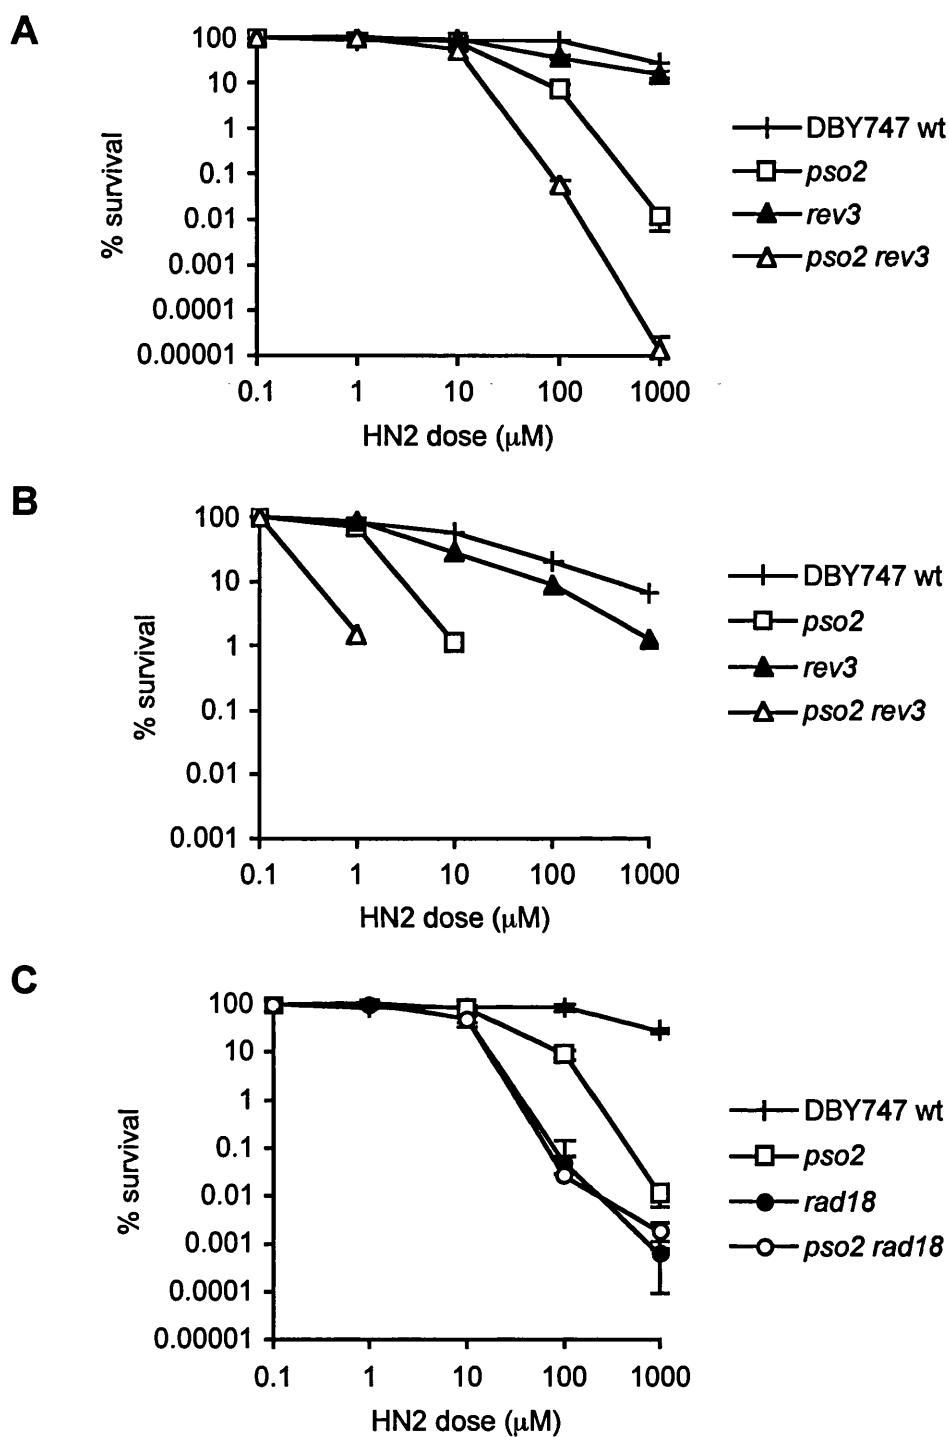 A
100
10
1
0.1
0.01
0.001
0.0001
0.00001
% survival
0.1 1 10 100 1000
HN2 dose (μM)
DBY747 wt
pso2
rev3
pso2 rev3
B
100
10
1
0.1
0.01
0.001
% survival
0.1 1 10 100 1000
HN2 dose (μM)
DBY747 wt
pso2
rev3
pso2 rev3
C
100
10
1
0.1
0.01
0.001
0.0001
0.00001
% survival
0.1 1 10 100 1000
HN2 dose (μM)
DBY747 wt
pso2
rad18
pso2 rad18